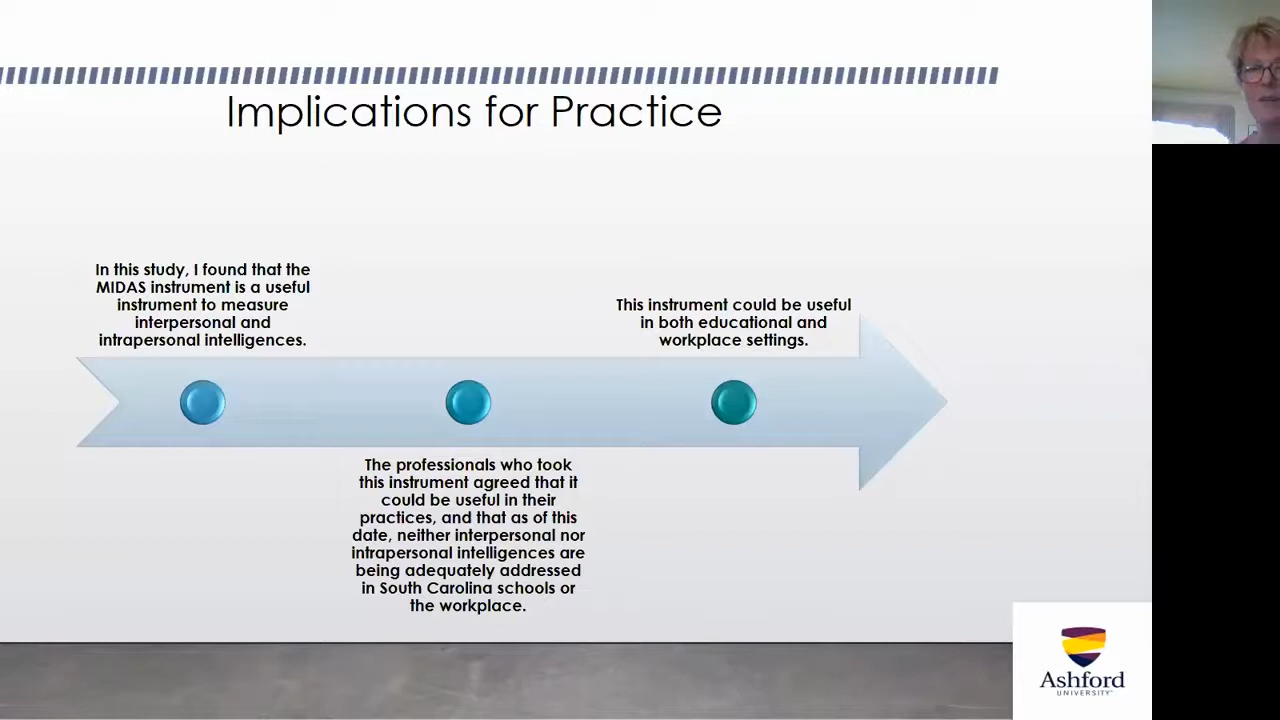 Implications for Practice
In this study, I found that the
MIDAS instrument is a useful
instrument to measure
interpersonal and
intrapersonal intelligences.
The professionals who took
this instrument agreed that it
could be useful in their
practices, and that as of this
date, neither interpersonal nor
intrapersonal intelligences are
being adequately addressed
in South Carolina schools or
the workplace.
This instrument could be useful
in both educational and
workplace settings.
Ashford
UNIVERSITY